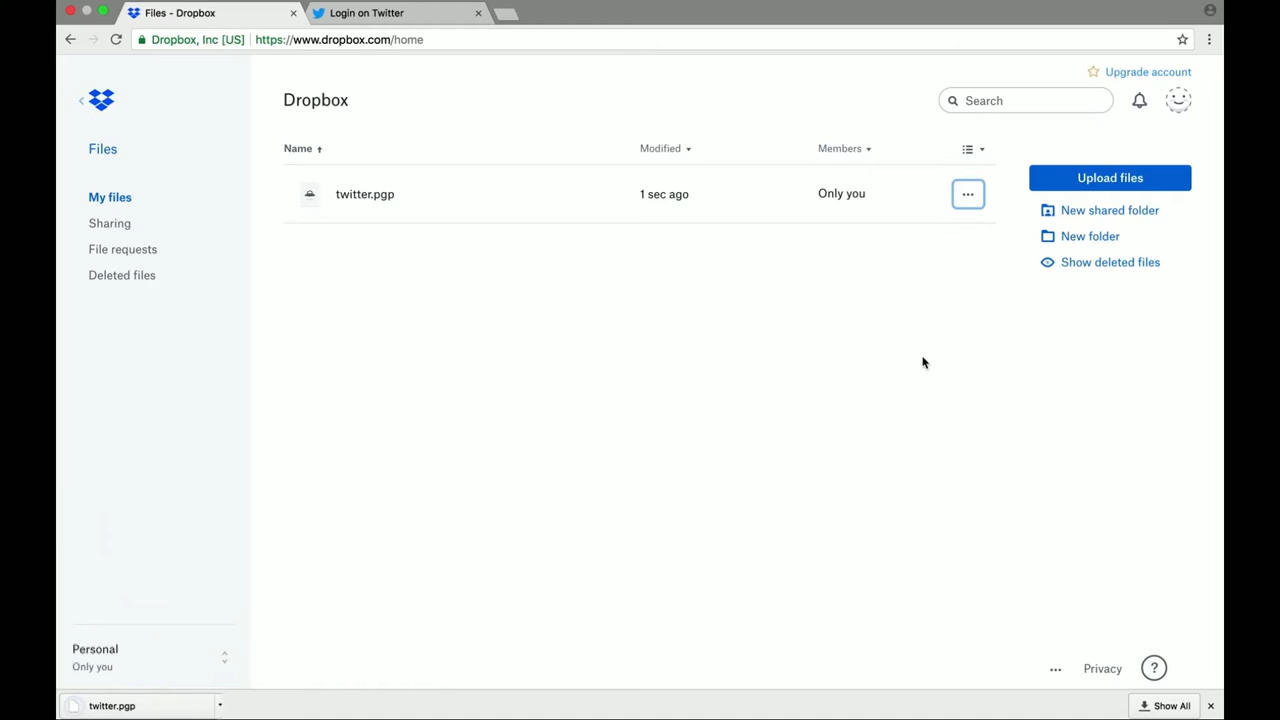 Files - Dropbox
Login on Twitter
Dropbox, Inc [US] https://www.dropbox.com/home
Upgrade account
Dropbox
Search
Files
Name Modified Members
My files
twitter.pgp 1 sec ago Only you ...
Upload files
Sharing
New shared folder
File requests
New folder
Deleted files
Show deleted files
Personal
Only you
... Privacy ?
twitter.pgp
Show All